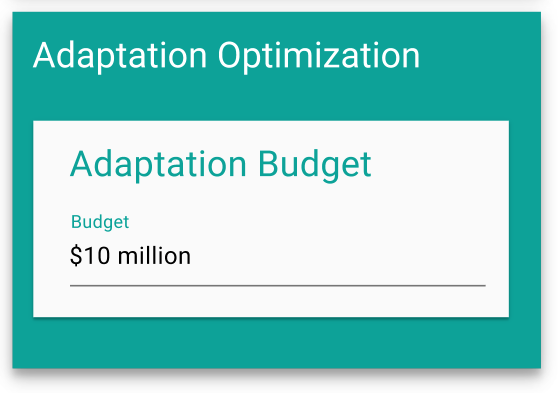 Adaptation Optimization
Adaptation Budget
Budget
$10 million